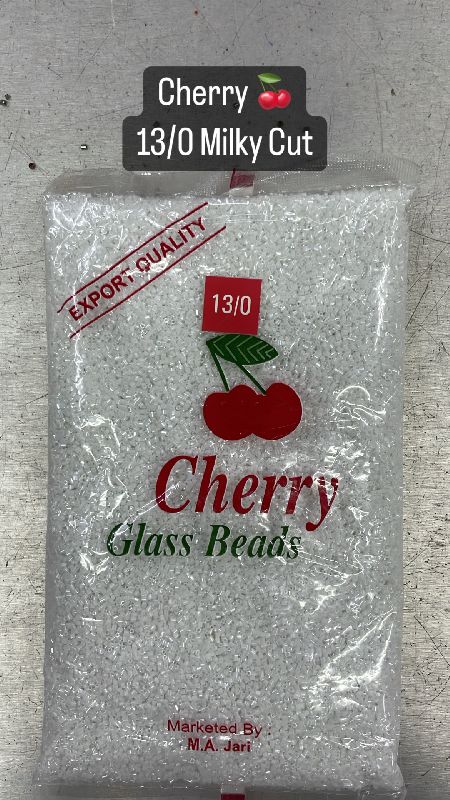 Cherry 🍒
13/0 Milky Cut
EXPORT QUALITY
13/0
Cherry
Glass Beads
Marketed By :
M.A. Jari